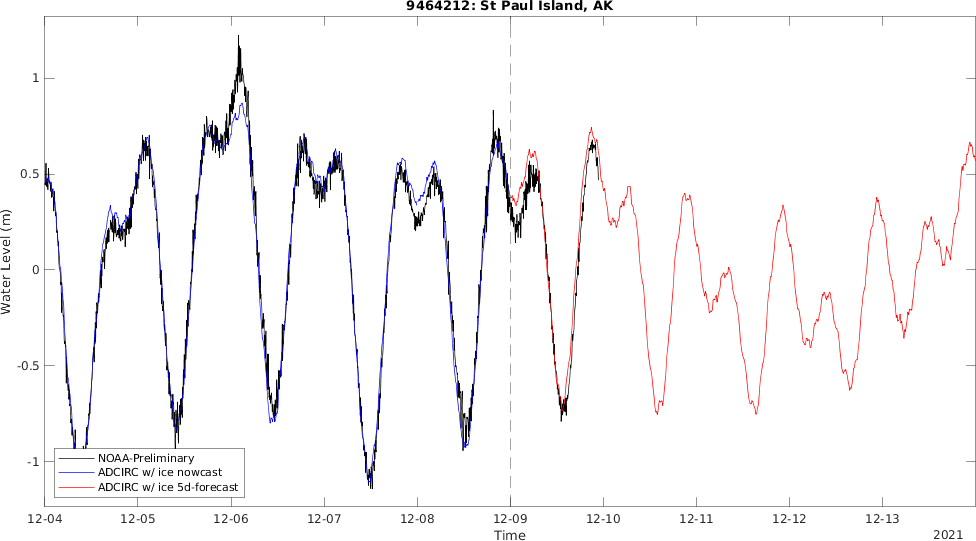 9464212: St Paul Island, AK
Water Level (m)
1
0.5
0
-0.5
-1
NOAA-Preliminary
ADCIRC w/ ice nowcast
ADCIRC w/ ice 5d-forecast
12-04 12-05 12-06 12-07 12-08 12-09 12-10 12-11 12-12 12-13
Time
2021